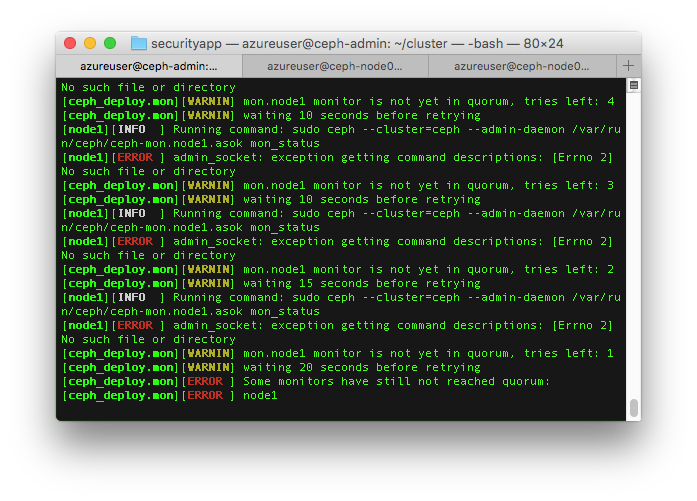 securityapp — azureuser@ceph-admin: ~/cluster — -bash — 80×24
azureuser@ceph-admin:... azureuser@ceph-node0... azureuser@ceph-node0... +
No such file or directory
[ceph_deploy.mon][WARNIN] mon.node1 monitor is not yet in quorum, tries left: 4
[ceph_deploy.mon][WARNIN] waiting 10 seconds before retrying
[node1][INFO  ] Running command: sudo ceph --cluster=ceph --admin-daemon /var/ru
n/ceph/ceph-mon.node1.asok mon_status
[node1][ERROR ] admin_socket: exception getting command descriptions: [Errno 2]
No such file or directory
[ceph_deploy.mon][WARNIN] mon.node1 monitor is not yet in quorum, tries left: 3
[ceph_deploy.mon][WARNIN] waiting 10 seconds before retrying
[node1][INFO  ] Running command: sudo ceph --cluster=ceph --admin-daemon /var/ru
n/ceph/ceph-mon.node1.asok mon_status
[node1][ERROR ] admin_socket: exception getting command descriptions: [Errno 2]
No such file or directory
[ceph_deploy.mon][WARNIN] mon.node1 monitor is not yet in quorum, tries left: 2
[ceph_deploy.mon][WARNIN] waiting 15 seconds before retrying
[node1][INFO  ] Running command: sudo ceph --cluster=ceph --admin-daemon /var/ru
n/ceph/ceph-mon.node1.asok mon_status
[node1][ERROR ] admin_socket: exception getting command descriptions: [Errno 2]
No such file or directory
[ceph_deploy.mon][WARNIN] mon.node1 monitor is not yet in quorum, tries left: 1
[ceph_deploy.mon][WARNIN] waiting 20 seconds before retrying
[ceph_deploy.mon][ERROR ] Some monitors have still not reached quorum:
[ceph_deploy.mon][ERROR ] node1